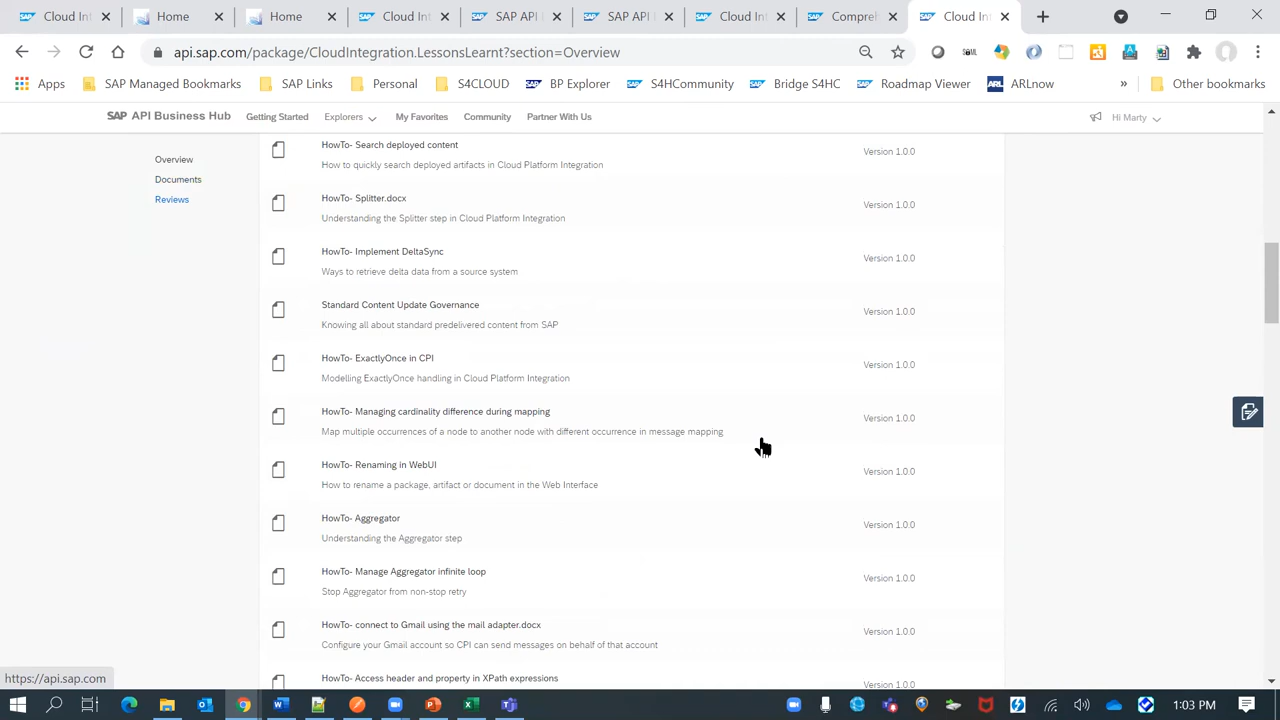 Cloud Int
Home
Home
Cloud Int
SAP API
SAP API
Cloud In
Compreh
Cloud In
api.sap.com/package/CloudIntegration.LessonsLearnt?section=Overview
Apps
SAP Managed Bookmarks
SAP Links
Personal
S4CLOUD
BP Explorer
S4HCommunity
Bridge S4HC
Roadmap Viewer
ARL ARLnow
»
Other bookmarks
SAP API Business Hub
Getting Started
Explorers
My Favorites
Community
Partner With Us
Hi Marty
Overview
Documents
Reviews
HowTo- Search deployed content
How to quickly search deployed artifacts in Cloud Platform Integration
Version 1.0.0
HowTo- Splitter.docx
Understanding the Splitter step in Cloud Platform Integration
Version 1.0.0
HowTo- Implement DeltaSync
Ways to retrieve delta data from a source system
Version 1.0.0
Standard Content Update Governance
Knowing all about standard predelivered content from SAP
Version 1.0.0
HowTo- ExactlyOnce in CPI
Modelling ExactlyOnce handling in Cloud Platform Integration
Version 1.0.0
HowTo- Managing cardinality difference during mapping
Map multiple occurrences of a node to another node with different occurrence in message mapping
Version 1.0.0
HowTo- Renaming in WebUI
How to rename a package, artifact or document in the Web Interface
Version 1.0.0
HowTo- Aggregator
Understanding the Aggregator step
Version 1.0.0
HowTo- Manage Aggregator infinite loop
Stop Aggregator from non-stop retry
Version 1.0.0
HowTo- connect to Gmail using the mail adapter.docx
Configure your Gmail account so CPI can send messages on behalf of that account
Version 1.0.0
HowTo- Access header and property in XPath expressions
Version 1.0.0
https://api.sap.com
1:03 PM